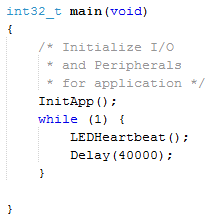 int32_t main(void)
{
/* Initialize I/O
* and Peripherals
* for application */
InitApp();
while (1) {
LEDHeartbeat();
Delay(40000);
}
}